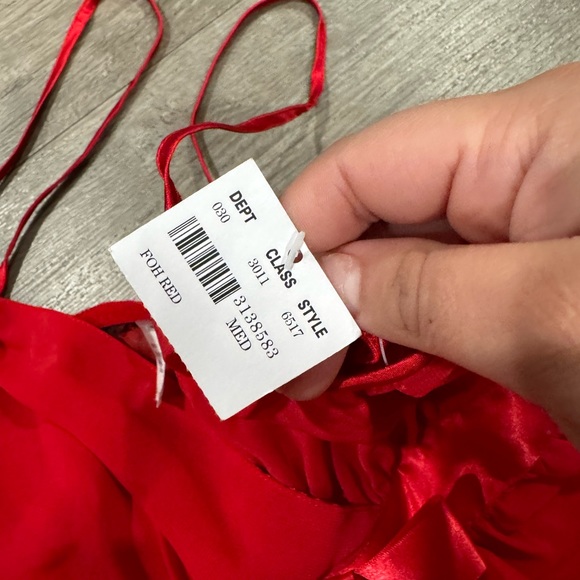 DEPT CLASS STYLE
030 3011 6517
3138583
FOH RED MED